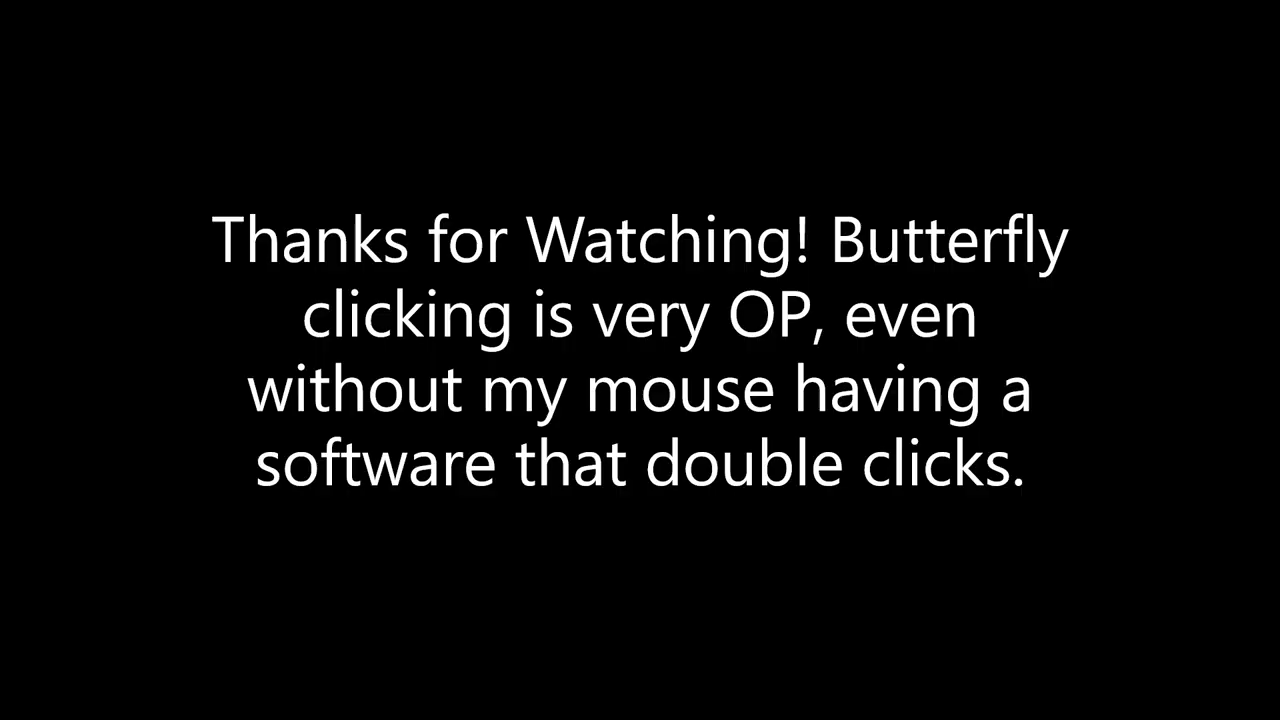 Thanks for Watching! Butterfly
clicking is very OP, even
without my mouse having a
software that double clicks.